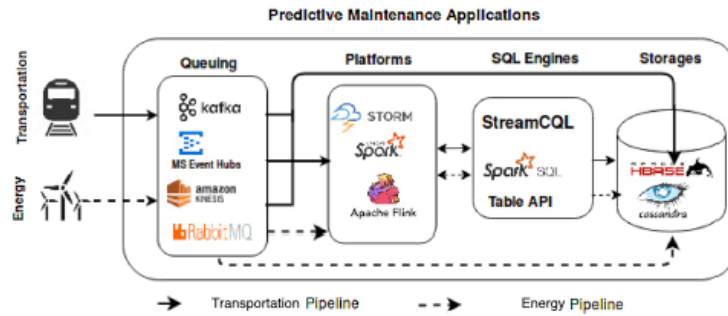 Predictive Maintenance Applications
Transportation
Energy
Queuing
Platforms
SQL Engines
Storages
kafka
MS Event Hubs
amazon
KINESIS
RabbitMQ
STORM
Spark
Apache Flink
StreamCQL
Spark SQL
Table API
APACHE
HBASE
cassandra
Transportation Pipeline
Energy Pipeline